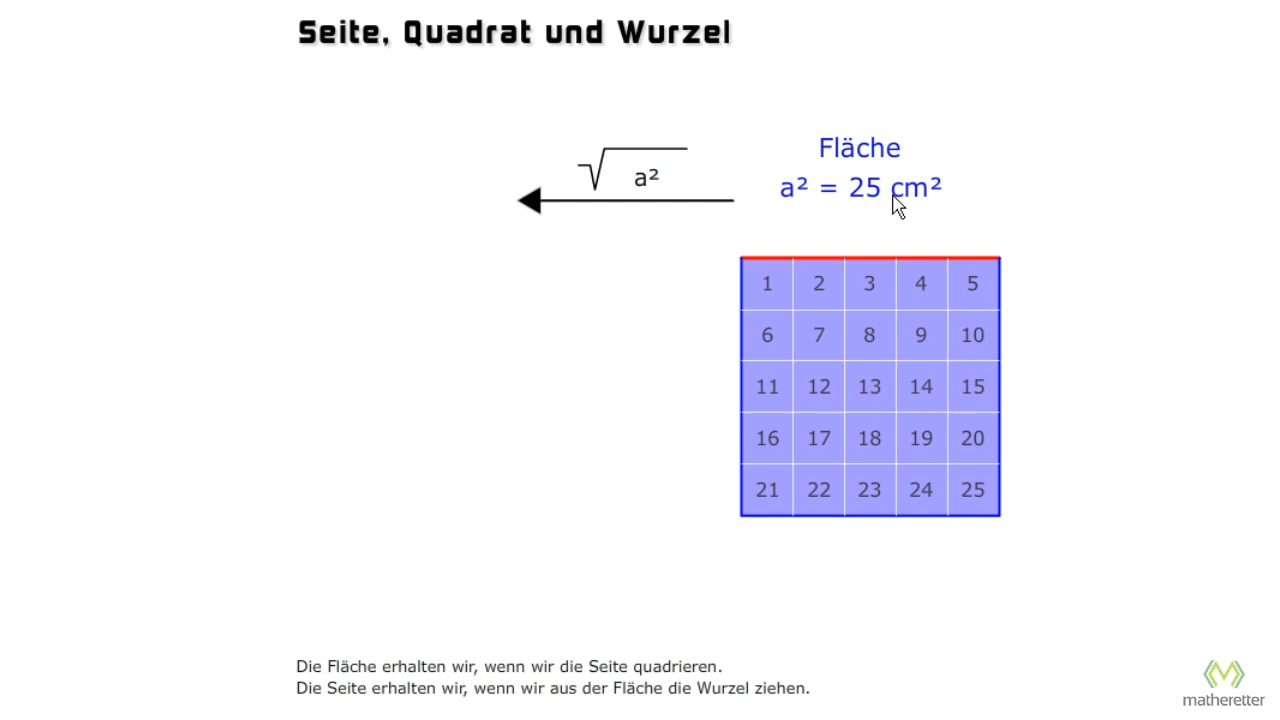 Seite, Quadrat und Wurzel
Fläche
√a²
a² = 25 cm²
1 2 3 4 5
6 7 8 9 10
11 12 13 14 15
16 17 18 19 20
21 22 23 24 25
Die Fläche erhalten wir, wenn wir die Seite quadrieren.
Die Seite erhalten wir, wenn wir aus der Fläche die Wurzel ziehen.
matheretter